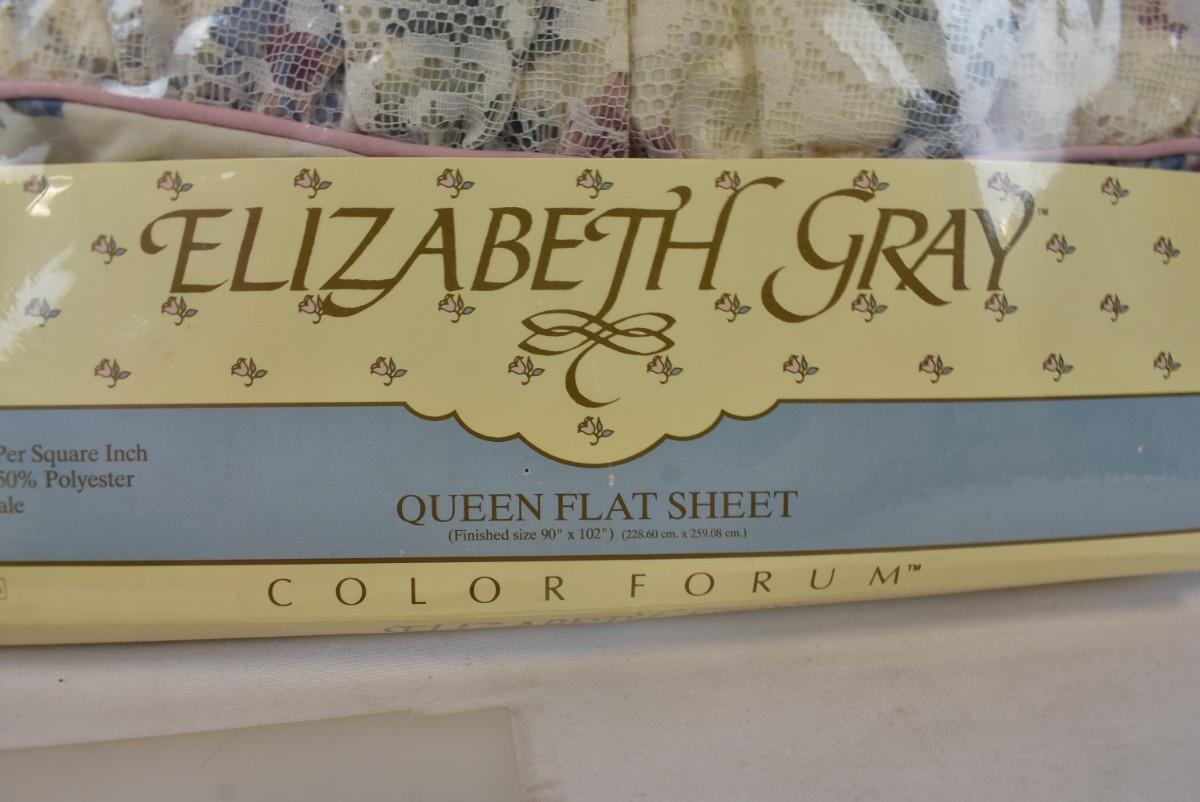 ELIZABETH GRAY™
Per Square Inch
50% Polyester
QUEEN FLAT SHEET
(Finished size 90" x 102") (228.60 cm. x 259.08 cm.)
COLOR FORUM™